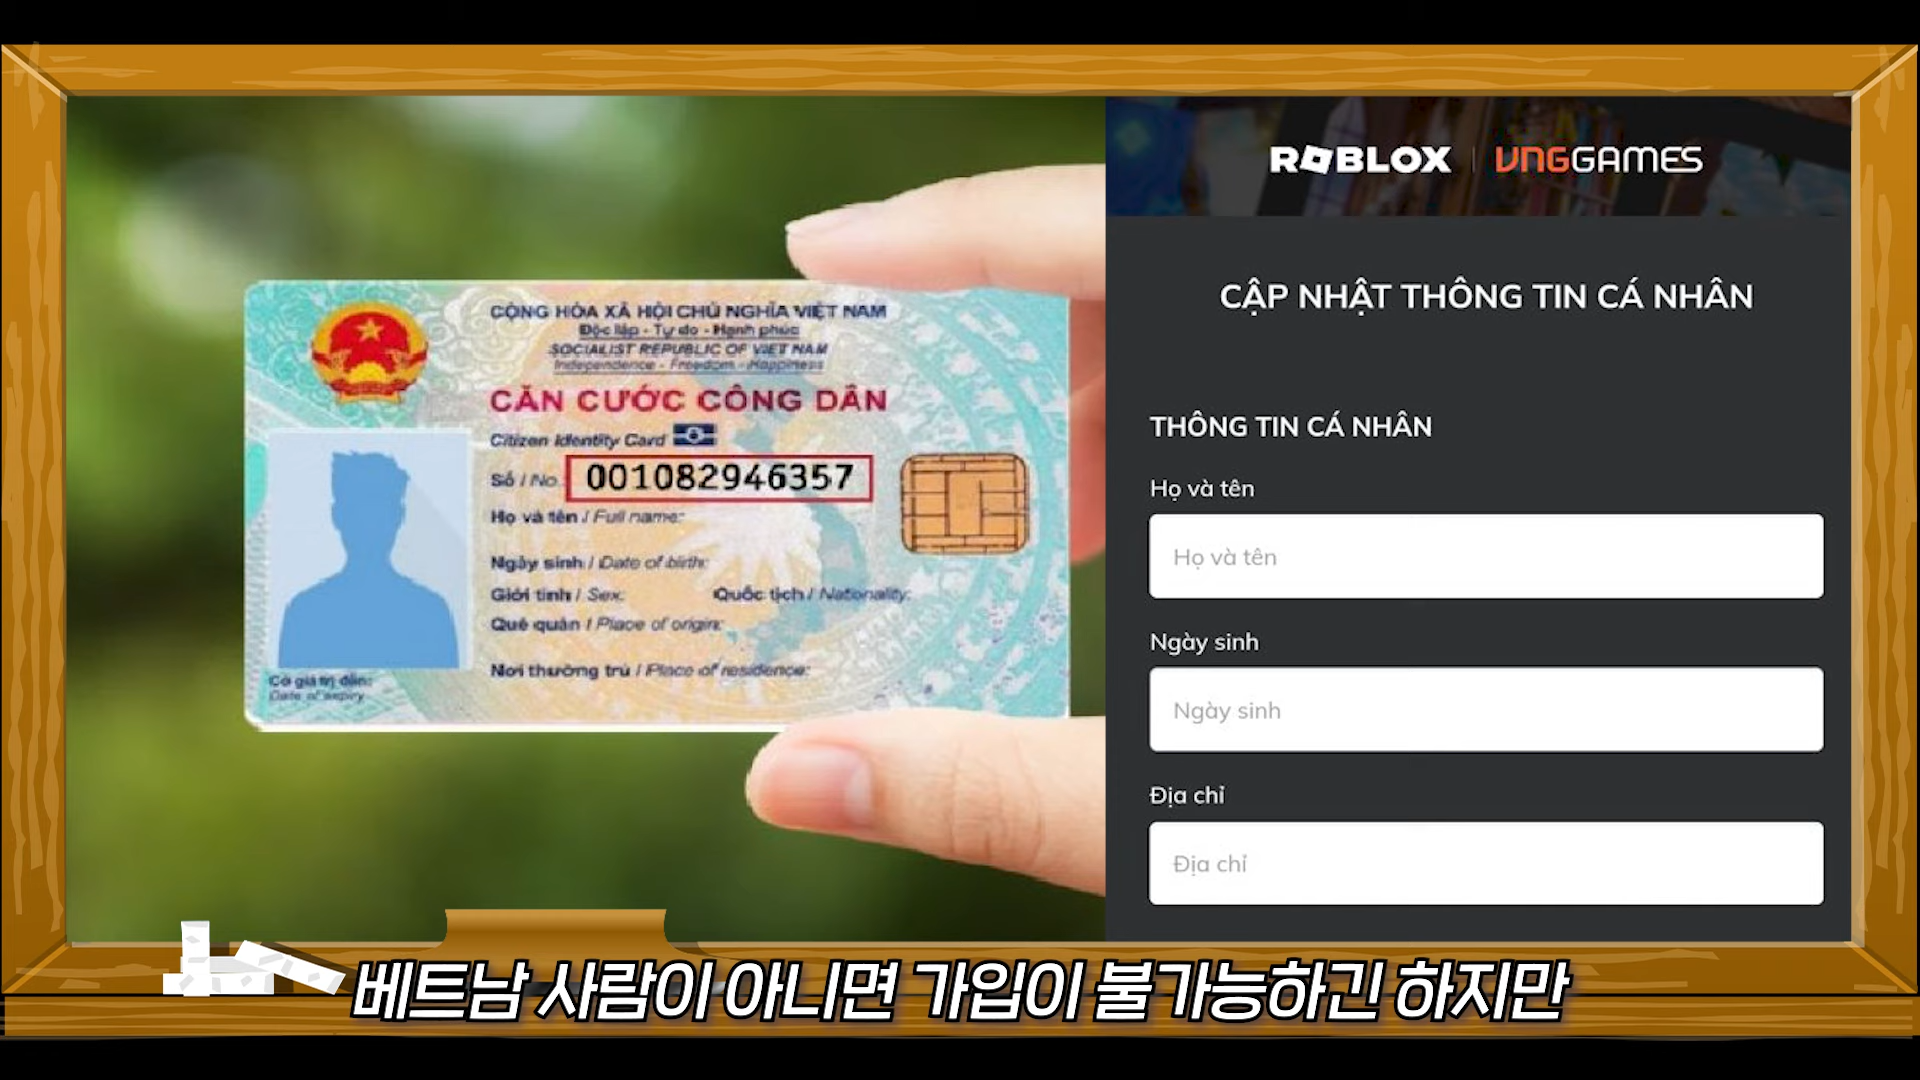 CỘNG HÒA XÃ HỘI CHỦ NGHĨA VIỆT NAM
Độc lập - Tự do - Hạnh phúc
SOCIALIST REPUBLIC OF VIET NAM
Independence - Freedom - Happiness
CĂN CƯỚC CÔNG DÂN
Citizen Identity Card
Số / No.
001082946357
Họ và tên / Full name:
Ngày sinh / Date of birth:
Giới tính / Sex:
Quốc tịch / Nationality:
Quê quán / Place of origin:
Nơi thường trú / Place of residence:
Có giá trị đến:
Date of expiry
ROBLOX | VNGGAMES
CẬP NHẬT THÔNG TIN CÁ NHÂN
THÔNG TIN CÁ NHÂN
Họ và tên
Họ và tên
Ngày sinh
Ngày sinh
Địa chỉ
Địa chỉ
베트남 사람이 아니면 가입이 불가능하긴 하지만